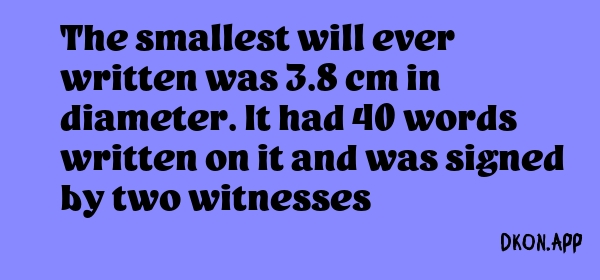 The smallest will ever
written was 3.8 cm in
diameter. It had 40 words
written on it and was signed
by two witnesses
DKON.APP